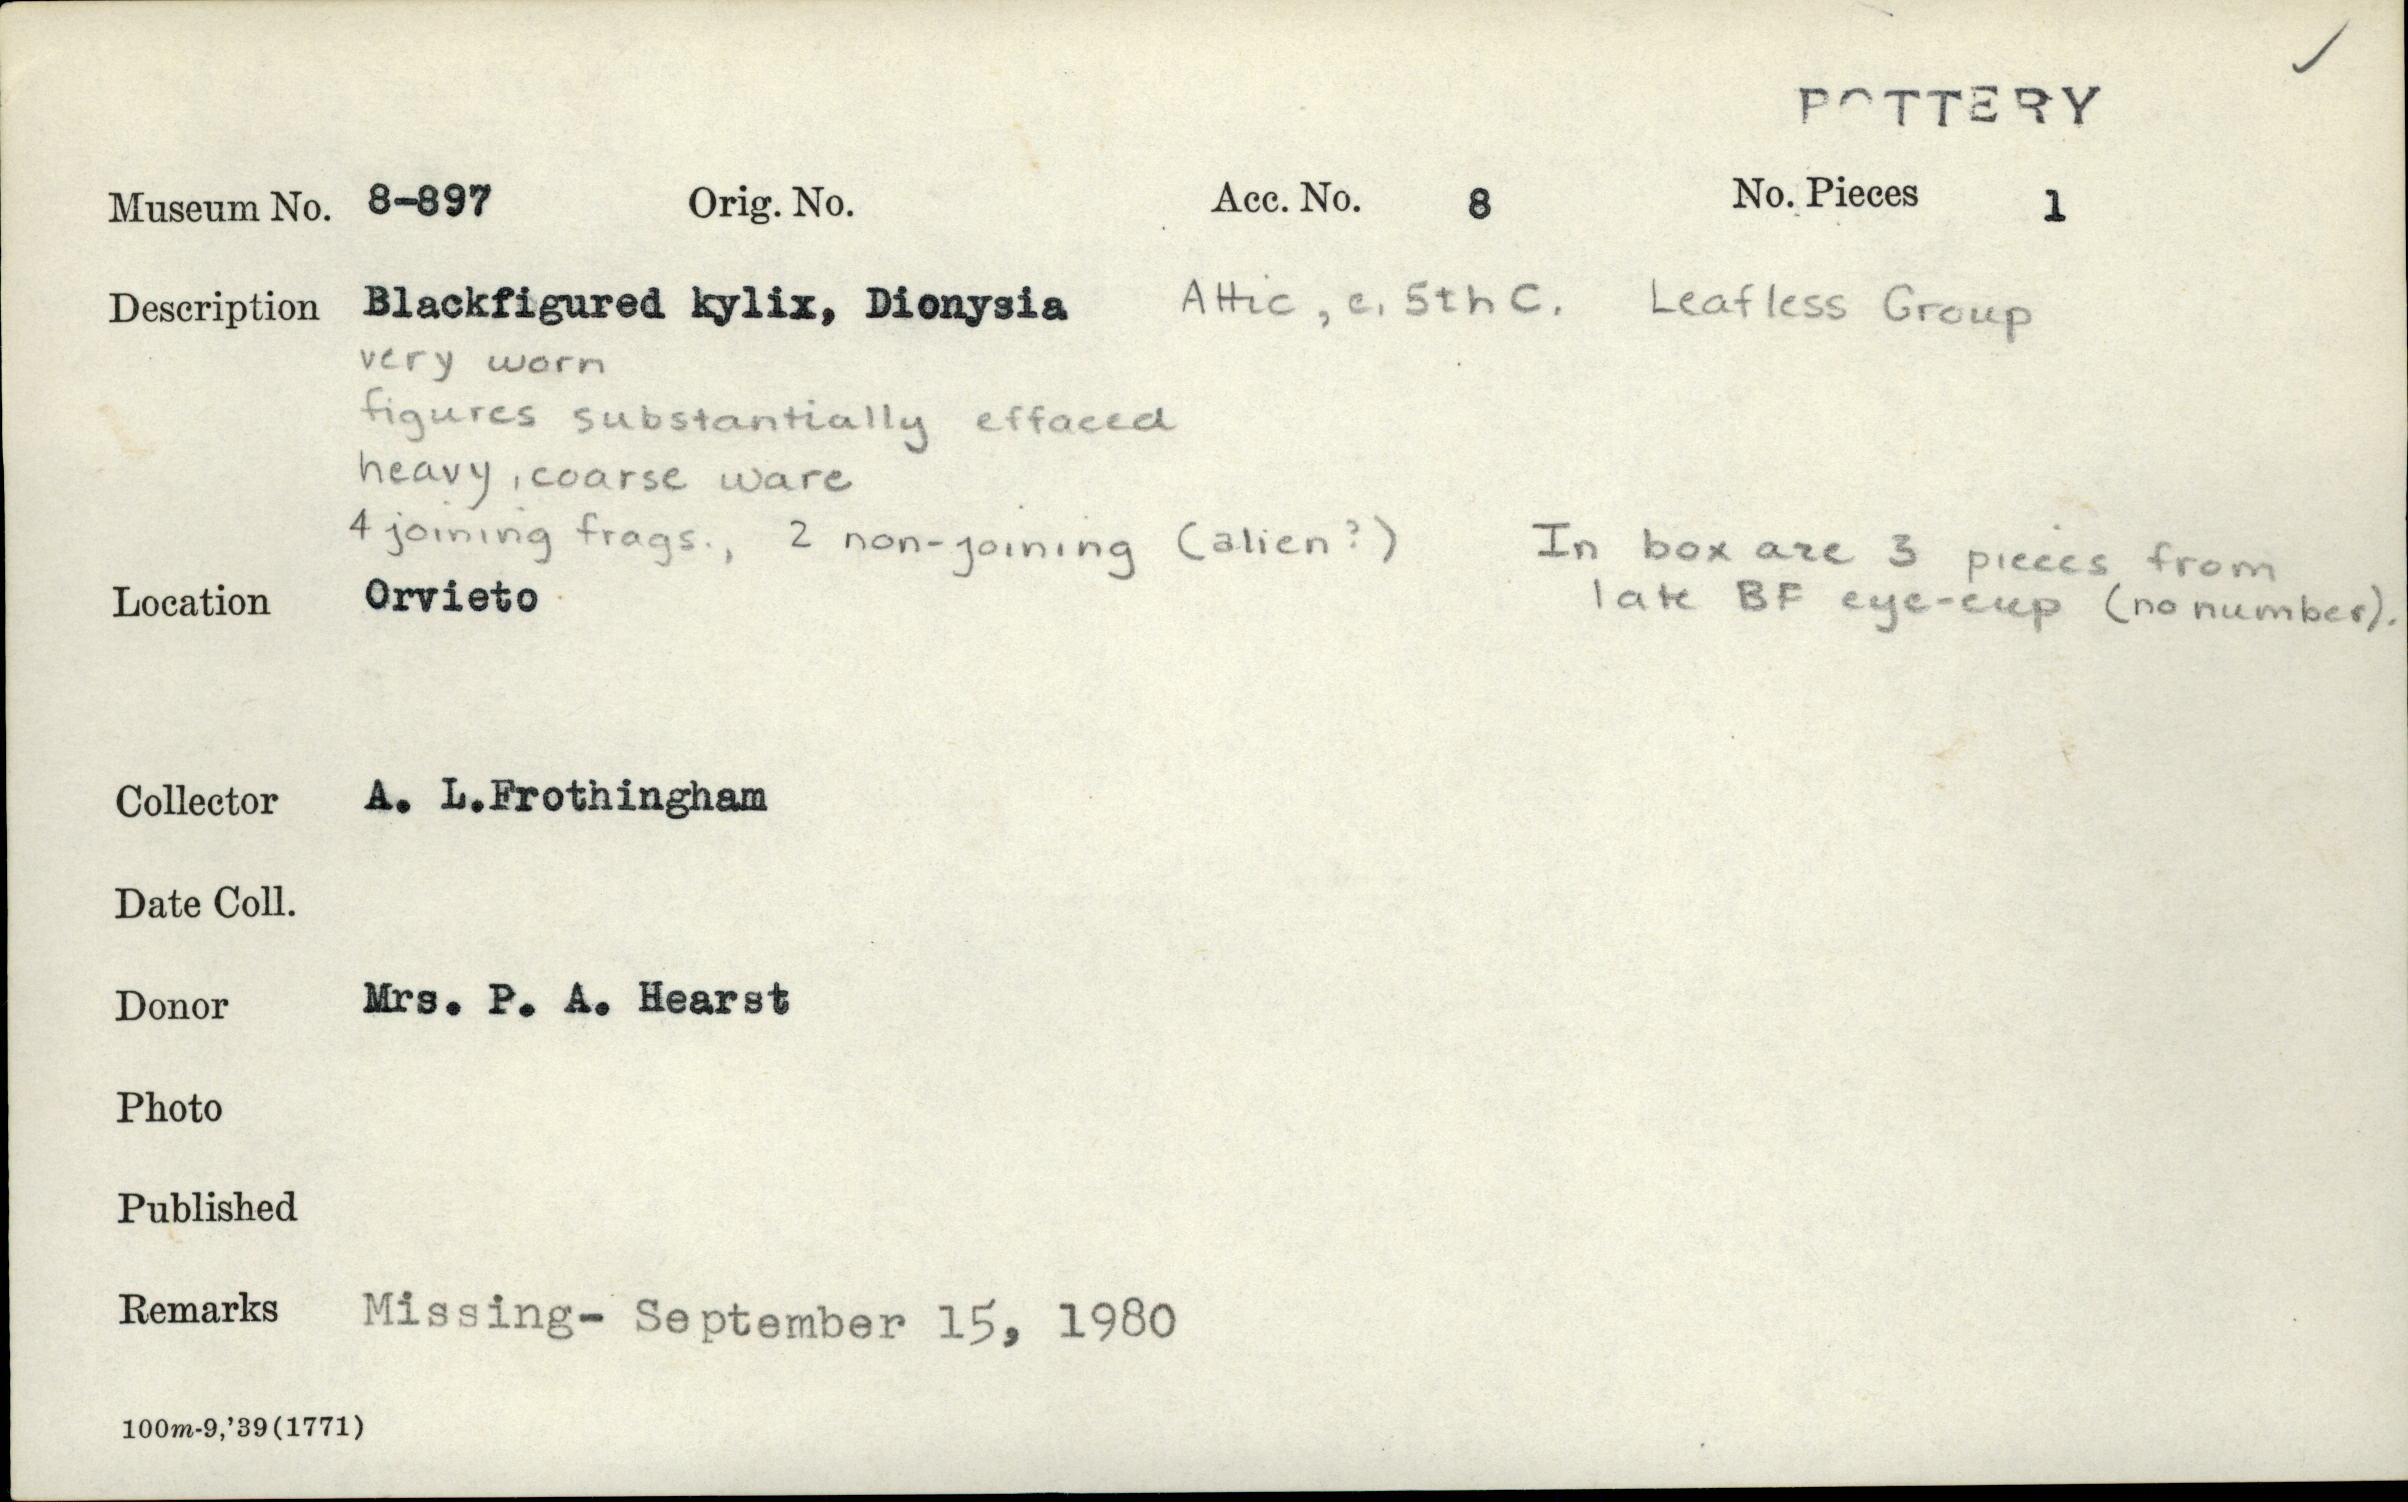 POTTERY
Museum No. 8-897 Orig. No. Acc. No. 8 No. Pieces 1
Description Blackfigured kylix, Dionysia Attic, e. 5th C. Leafless Group
very worn
figures substantially effaced
heavy, coarse ware
4 joining frags., 2 non-joining (alien?) In box are 3 pieces from
Location Orvieto late BF eye-cup (no number).
Collector A. L.Frothingham
Date Coll.
Donor Mrs. P. A. Hearst
Photo
Published
Remarks Missing- September 15, 1980
100m-9,'39(1771)